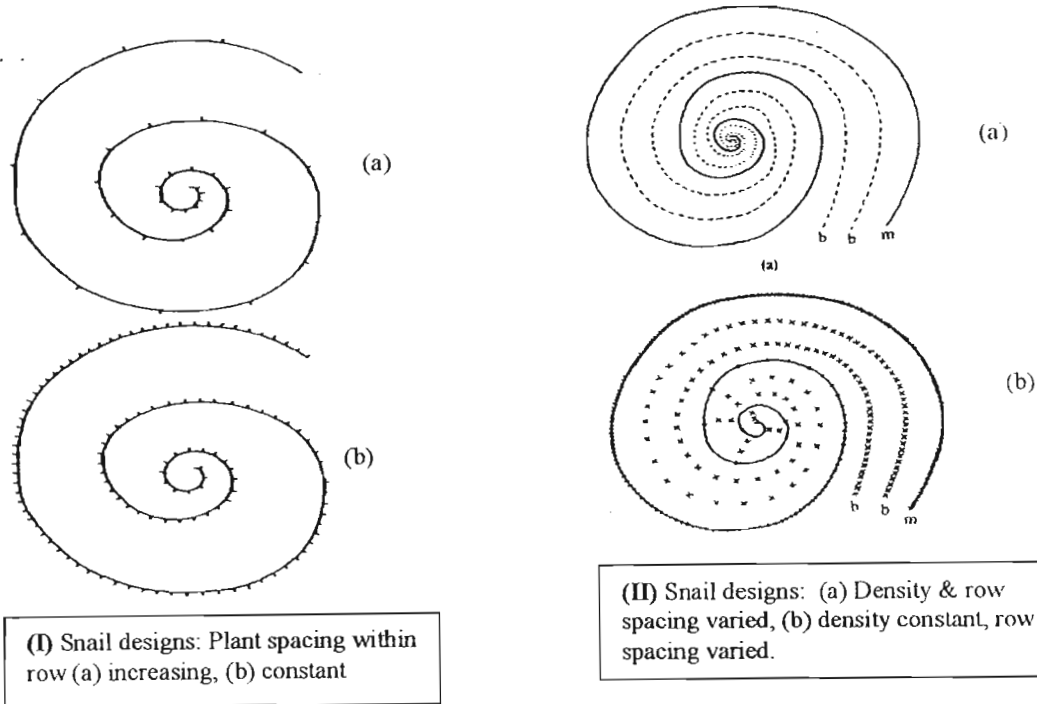 (a)
(b)
(I) Snail designs: Plant spacing within
row (a) increasing, (b) constant
(a)
b
b
m
(a)
(b)
b
b
m
(II) Snail designs: (a) Density & row
spacing varied, (b) density constant, row
spacing varied.